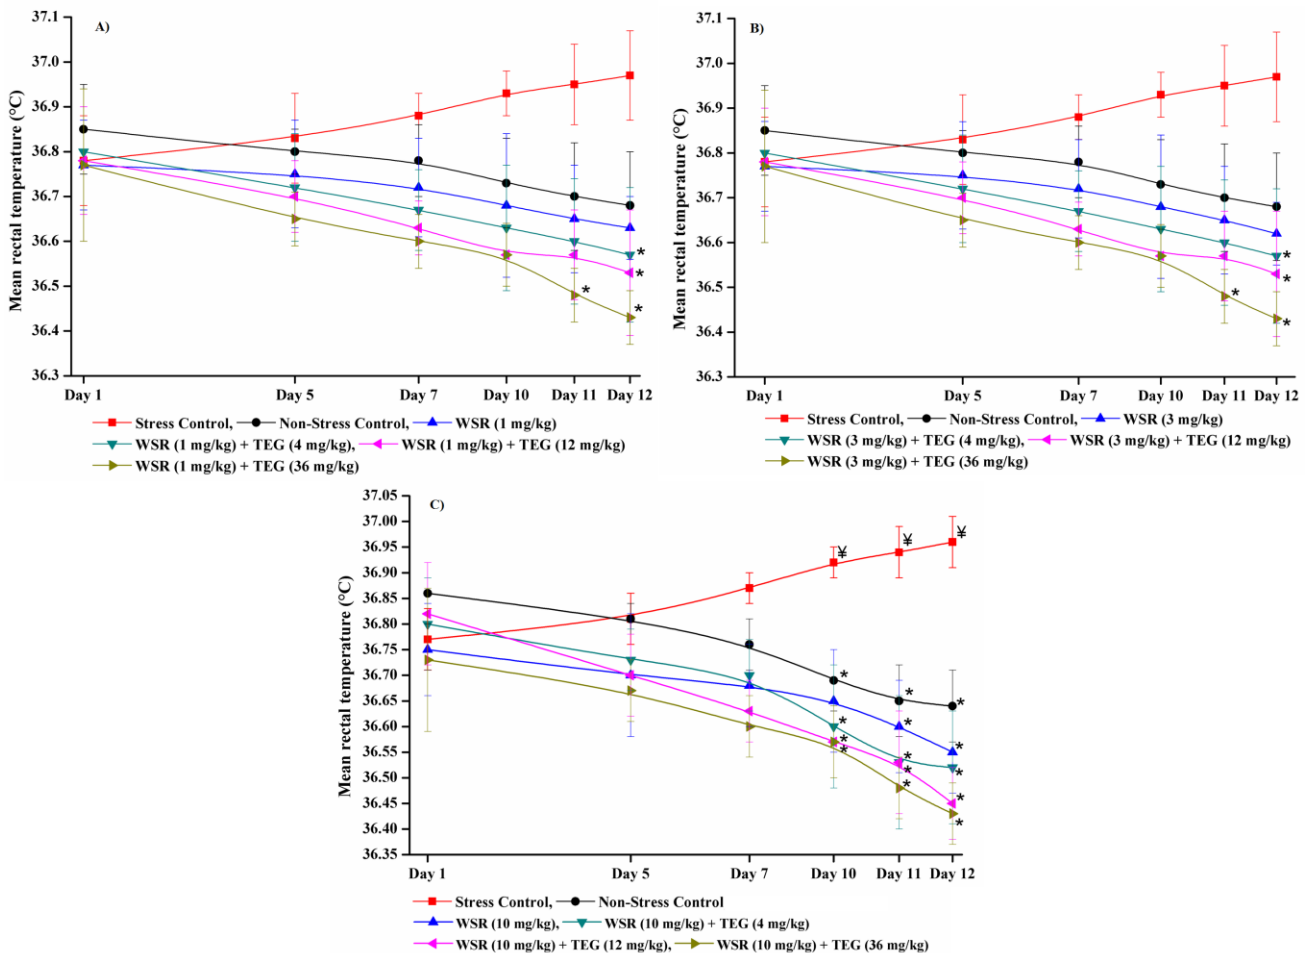 A)
Mean rectal temperature (°C)
37.1
37.0
36.9
36.8
36.7
36.6
36.5
36.4
36.3
* *
*
*
Day 1 Day 5 Day 7 Day 10 Day 11 Day 12
Stress Control, Non-Stress Control, WSR (1 mg/kg)
WSR (1 mg/kg) + TEG (4 mg/kg), WSR (1 mg/kg) + TEG (12 mg/kg)
WSR (1 mg/kg) + TEG (36 mg/kg)
B)
Mean rectal temperature (°C)
37.1
37.0
36.9
36.8
36.7
36.6
36.5
36.4
36.3
*
*
*
*
Day 1 Day 5 Day 7 Day 10 Day 11 Day 12
Stress Control, Non-Stress Control, WSR (3 mg/kg)
WSR (3 mg/kg) + TEG (4 mg/kg), WSR (3 mg/kg) + TEG (12 mg/kg)
WSR (3 mg/kg) + TEG (36 mg/kg)
C)
Mean rectal temperature (°C)
37.05
37.00
36.95
36.90
36.85
36.80
36.75
36.70
36.65
36.60
36.55
36.50
36.45
36.40
36.35
¥ ¥ ¥
* * *
* * *
* * *
* * *
* * *
Day 1 Day 5 Day 7 Day 10 Day 11 Day 12
Stress Control, Non-Stress Control
WSR (10 mg/kg), WSR (10 mg/kg) + TEG (4 mg/kg)
WSR (10 mg/kg) + TEG (12 mg/kg), WSR (10 mg/kg) + TEG (36 mg/kg)